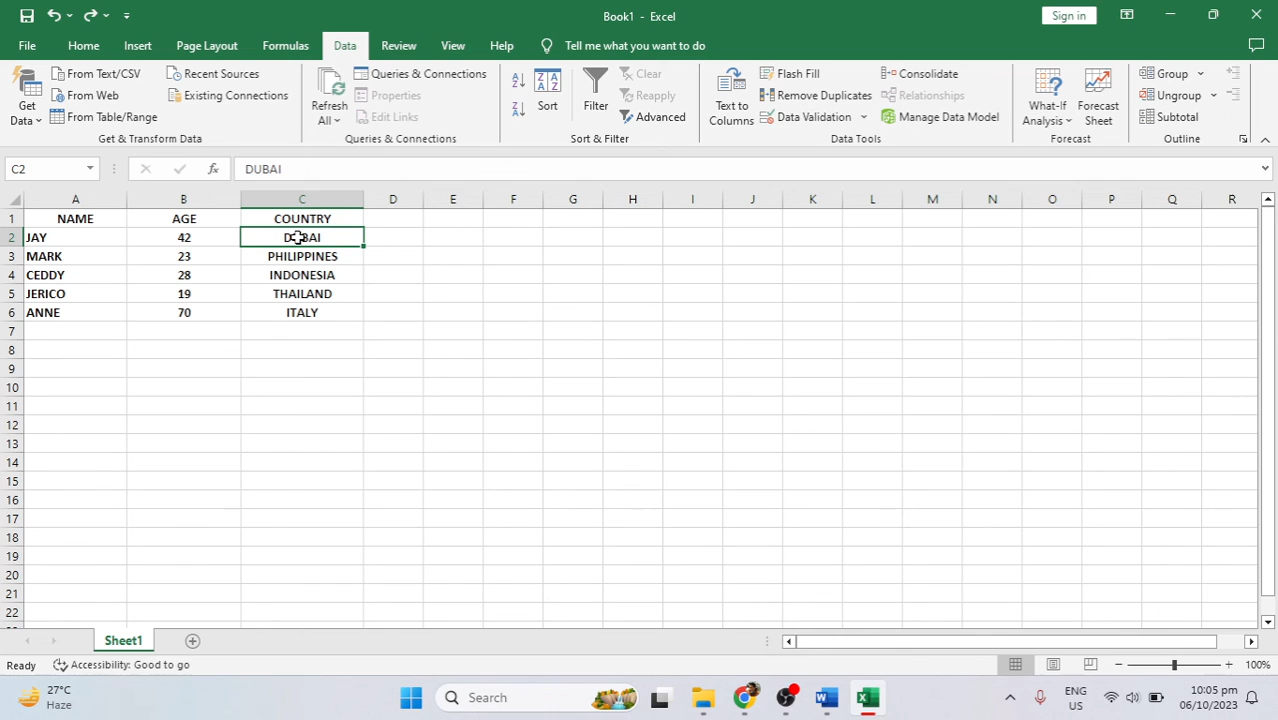 Book1 - Excel
Sign in
File Home Insert Page Layout Formulas Data Review View Help Tell me what you want to do
Get Data
From Text/CSV
From Web
From Table/Range
Recent Sources
Existing Connections
Get & Transform Data
Refresh All
Queries & Connections
Properties
Edit Links
Queries & Connections
A Z
Z A
Z A A Z
Sort
Filter
Clear
Reapply
Advanced
Sort & Filter
Text to Columns
Flash Fill
Remove Duplicates
Data Validation
Consolidate
Relationships
Manage Data Model
Data Tools
What-If Analysis
Forecast Sheet
Forecast
Group
Ungroup
Subtotal
Outline
C2 fx DUBAI
A B C D E F G H I J K L M N O P Q R
1 NAME AGE COUNTRY
2 JAY 42 DUBAI
3 MARK 23 PHILIPPINES
4 CEDDY 28 INDONESIA
5 JERICO 19 THAILAND
6 ANNE 70 ITALY
7
8
9
10
11
12
13
14
15
16
17
18
19
20
21
22
Sheet1
Ready Accessibility: Good to go 100%
27°C
Haze
Search
ENG
US
10:05 pm
06/10/2023